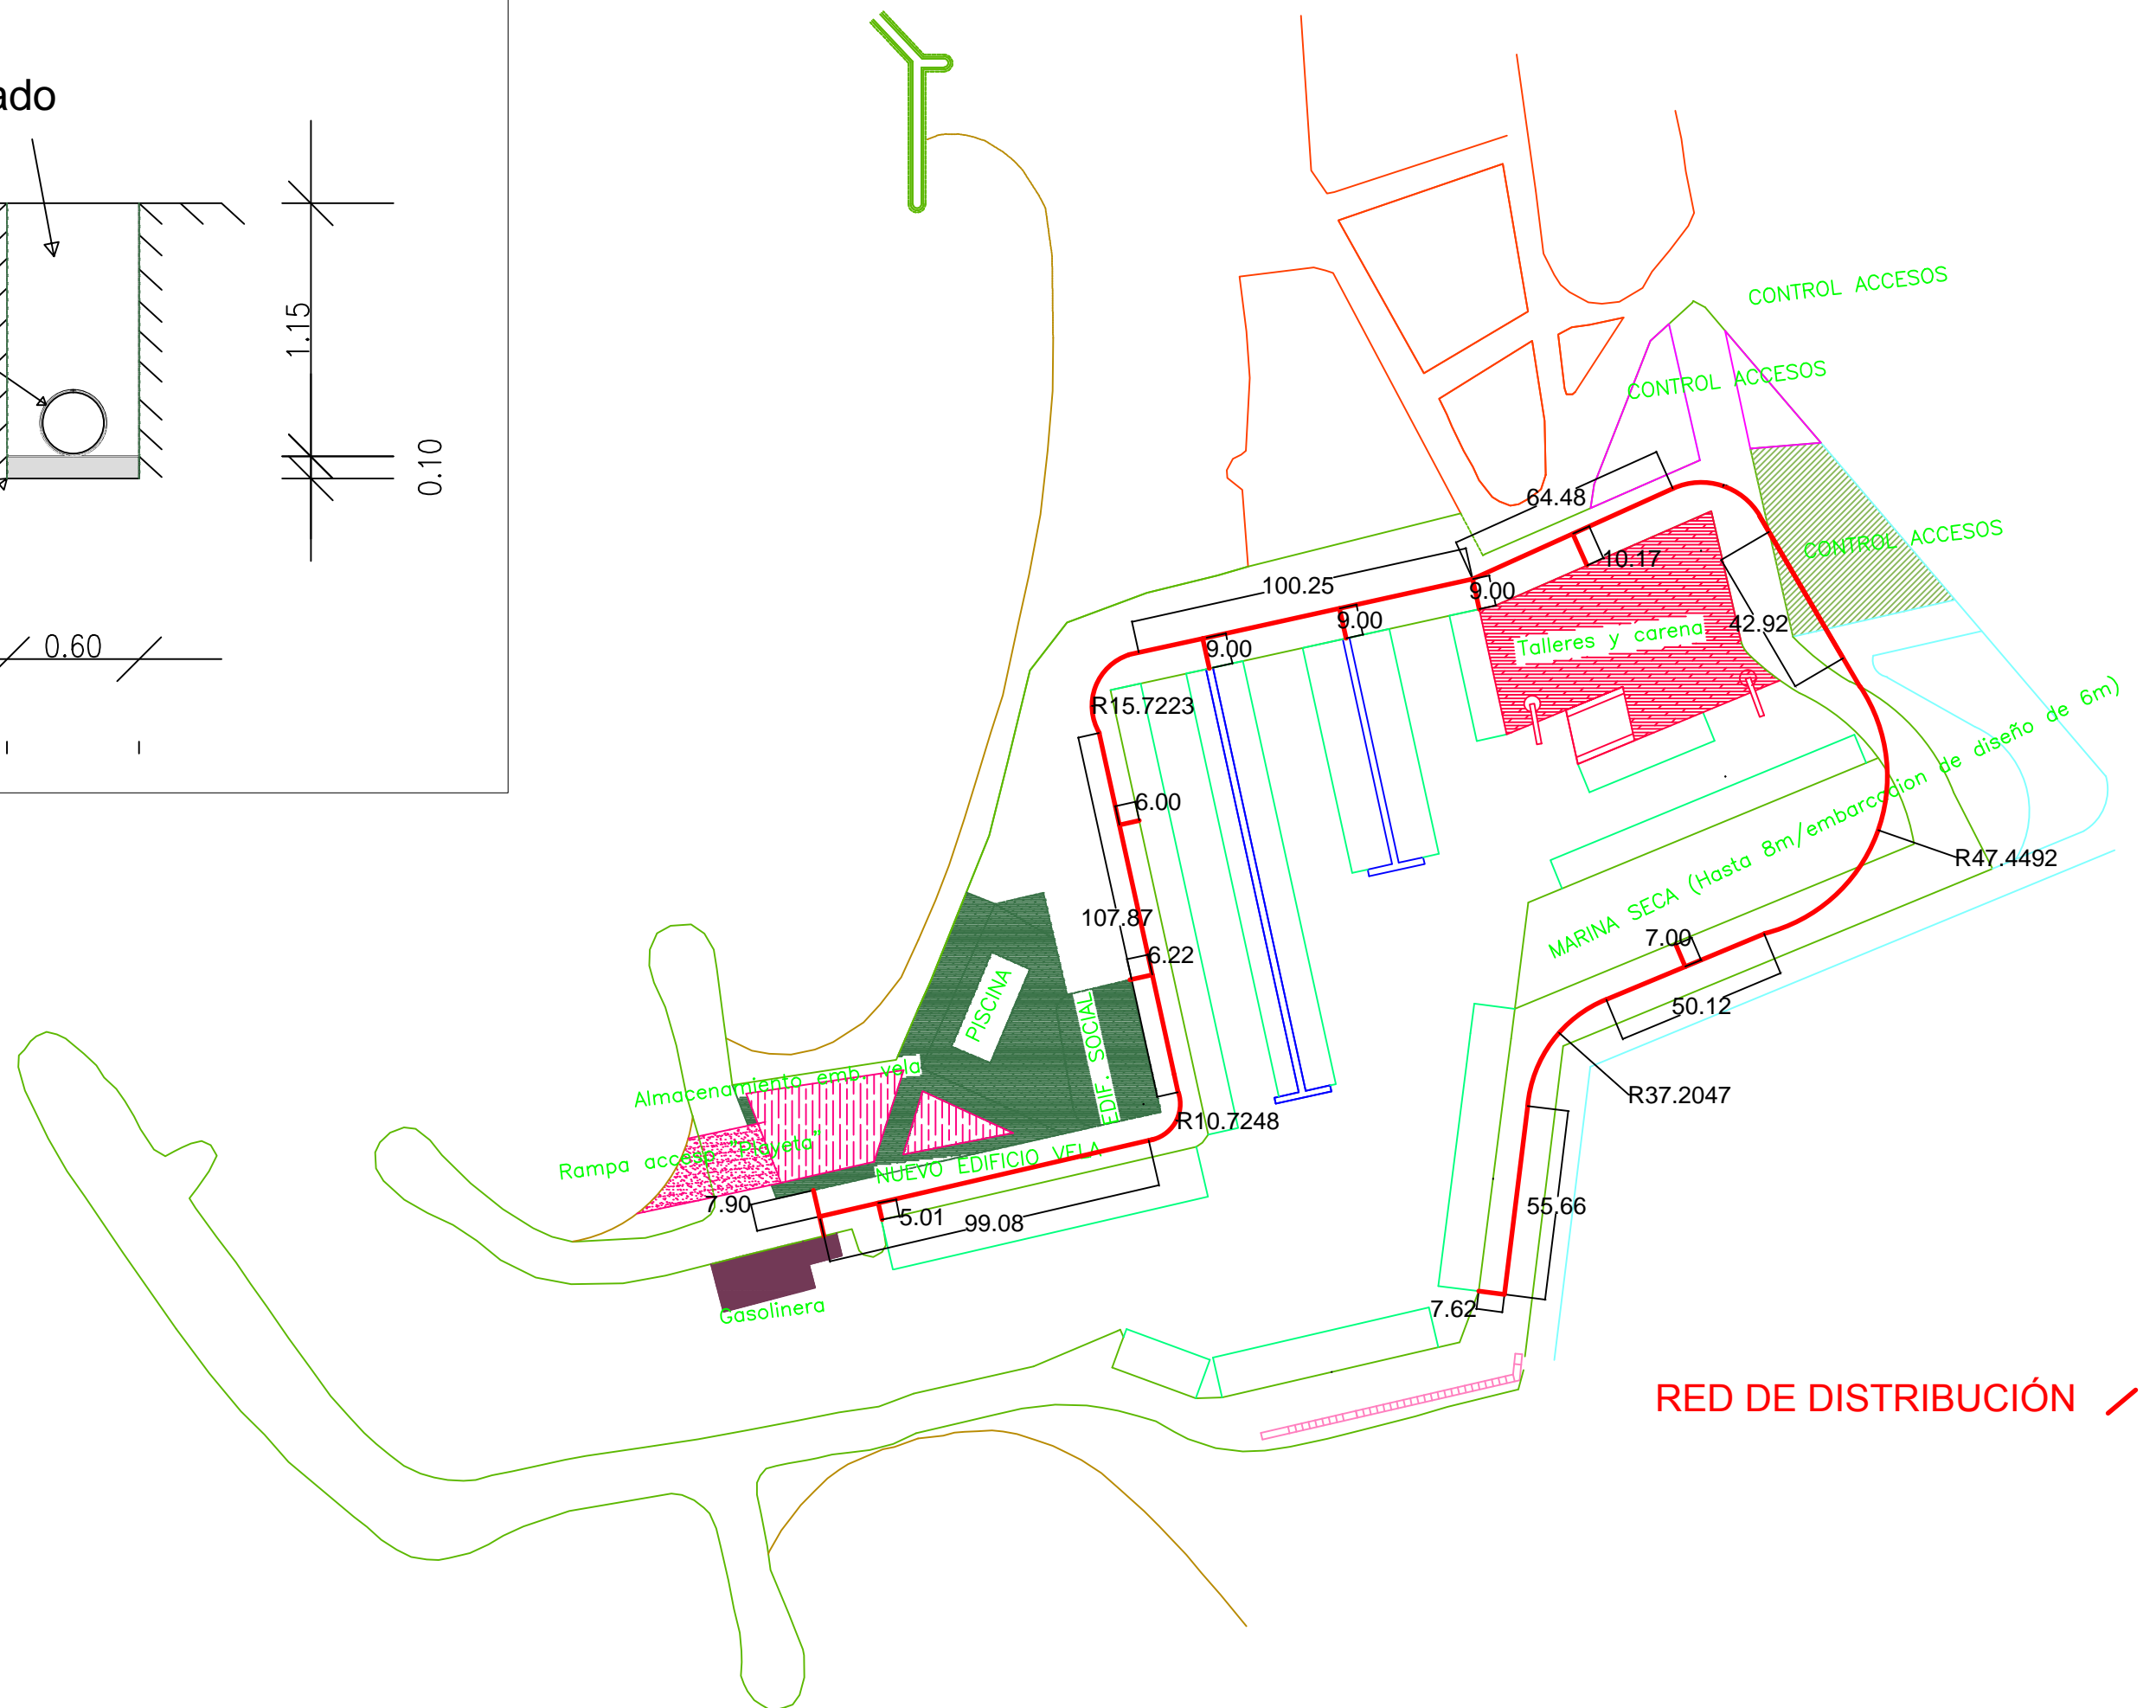 1.15
0.10
0.60
CONTROL ACCESOS
CONTROL ACCESOS
CONTROL ACCESOS
64.48
10.17
100.25
9.00
9.00
9.00
Talleres y carena
42.92
R15.7223
6.00
MARINA SECA (Hasta 8m/embarcacion de diseño de 6m)
R47.4492
107.87
6.22
7.00
50.12
PISCINA
EDIF. SOCIAL
Almacenamiento emb. vela
R37.2047
R10.7248
Rampa acceso "Playeta"
NUEVO EDIFICIO VELA
7.90
5.01
99.08
55.66
Gasolinera
7.62
RED DE DISTRIBUCIÓN